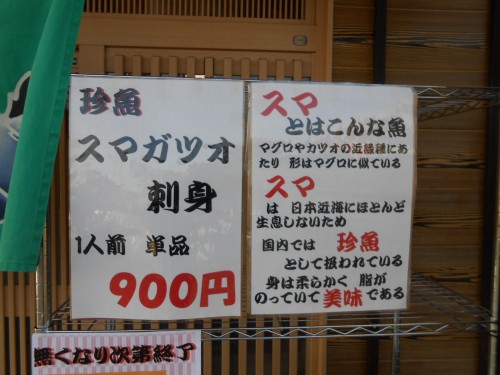 珍魚
スマガツオ
刺身
1人前 単品
900円
スマ
とはこんな魚
マグロやカツオの近縁種にあ
たり 形はマグロに似ている
スマ
は 日本近海にほとんど
生息しないため
国内では 珍魚
として扱われている
身は柔らかく 脂が
のっていて美味である
無くなり次第終了